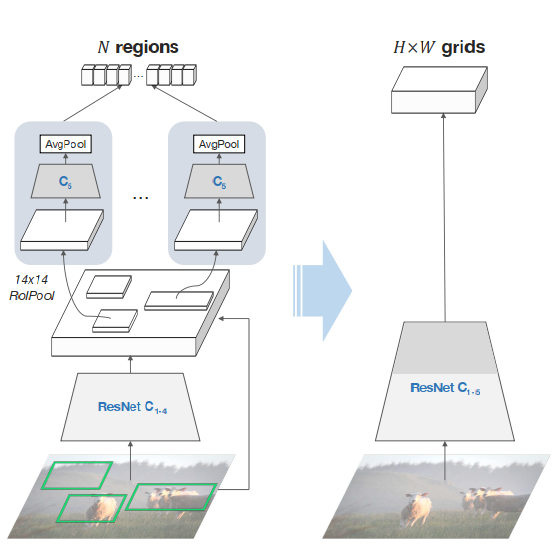 N regions
H×W grids
...
AvgPool
AvgPool
C5
C5
...
14x14
RoIPool
ResNet C1-4
ResNet C1-5